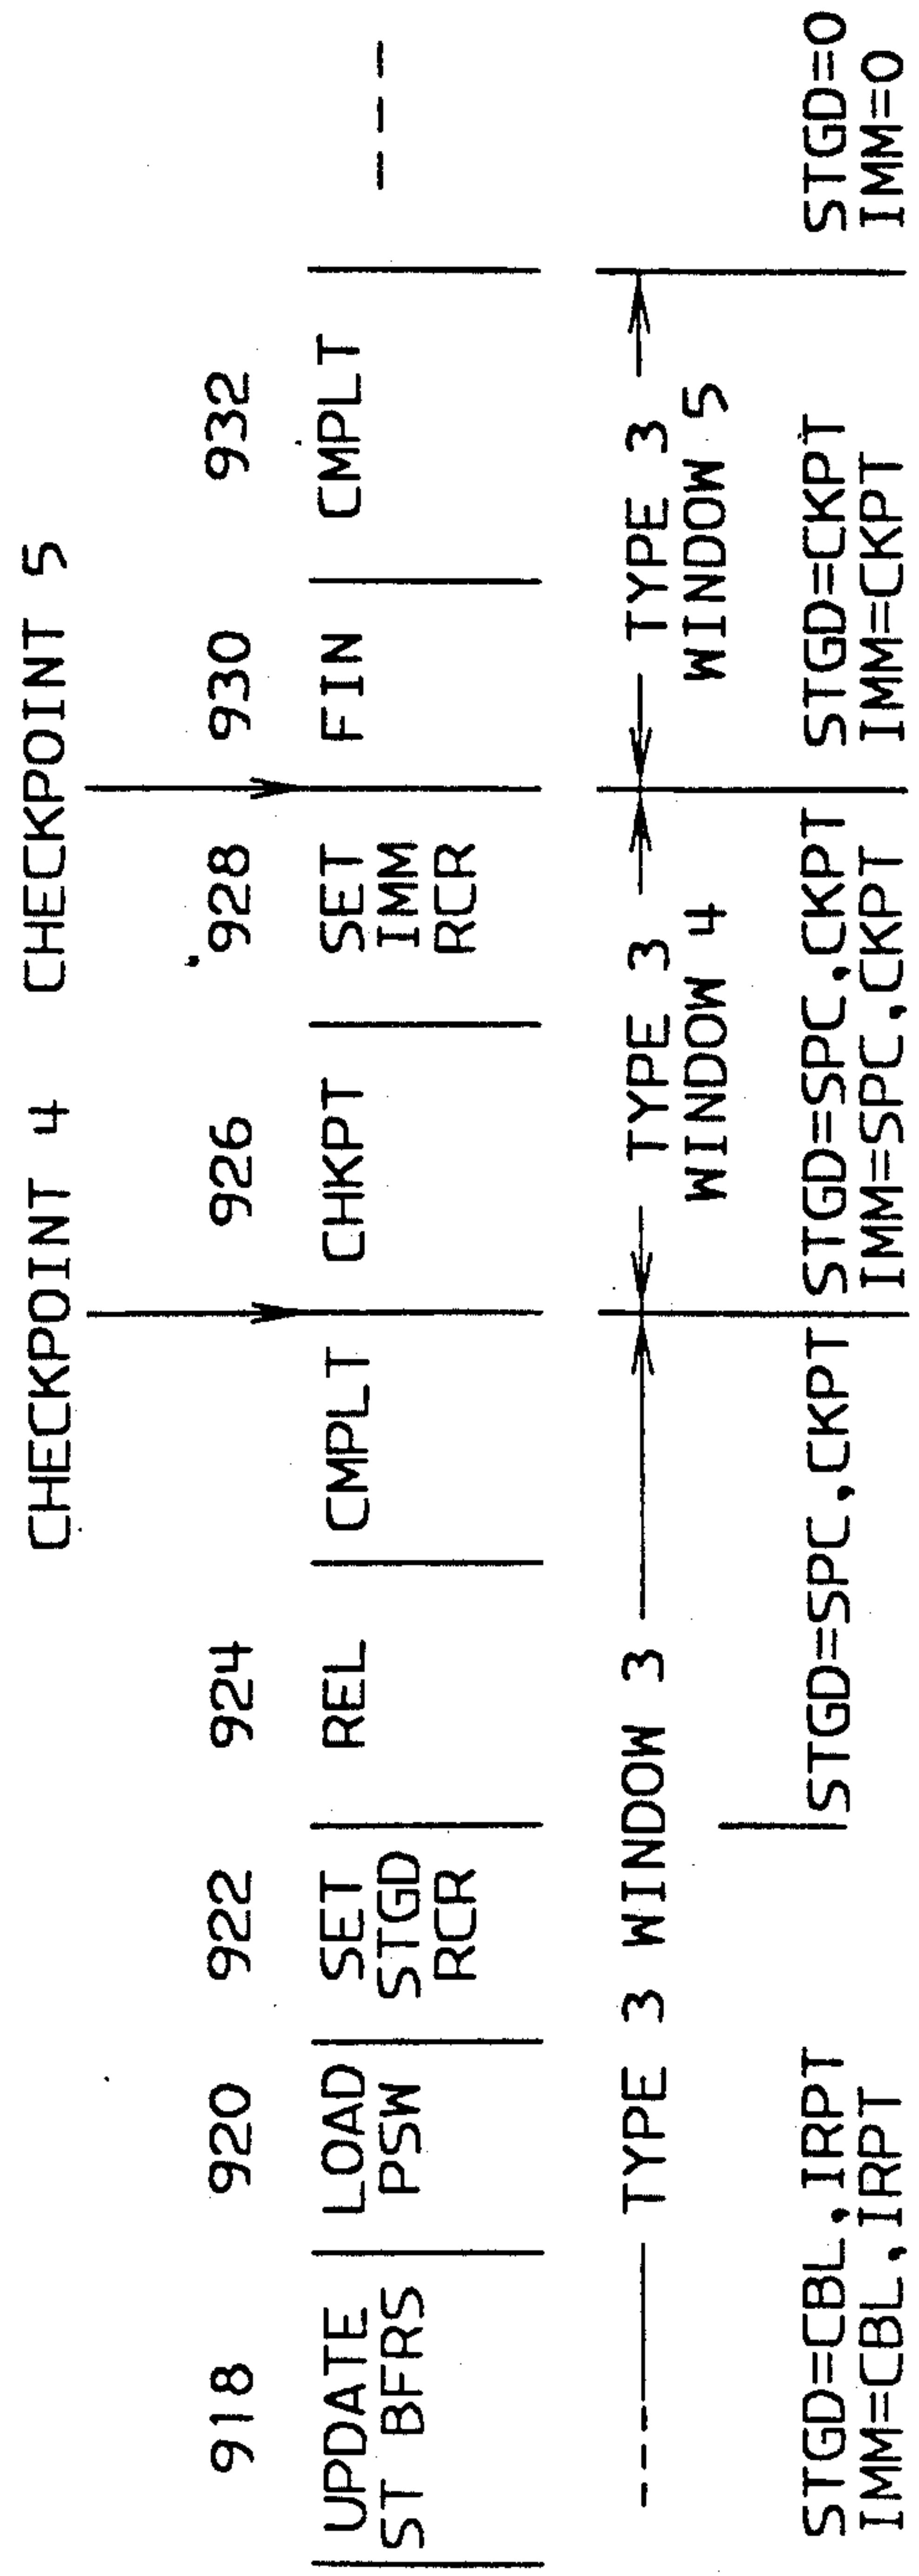 CHECKPOINT 4 CHECKPOINT 5
918 920 922 924 926 928 930 932
UPDATE
ST BFRS
LOAD
PSW
SET
STGD
RCR
REL
CMPLT
CHKPT
SET
IMM
RCR
FIN
CMPLT
---
--- TYPE 3 WINDOW 3
TYPE 3
WINDOW 4
TYPE 3
WINDOW 5
STGD=CBL,IRPT
IMM=CBL,IRPT
STGD=SPC,CKPT
STGD=SPC,CKPT
IMM=SPC,CKPT
STGD=CKPT
IMM=CKPT
STGD=0
IMM=0